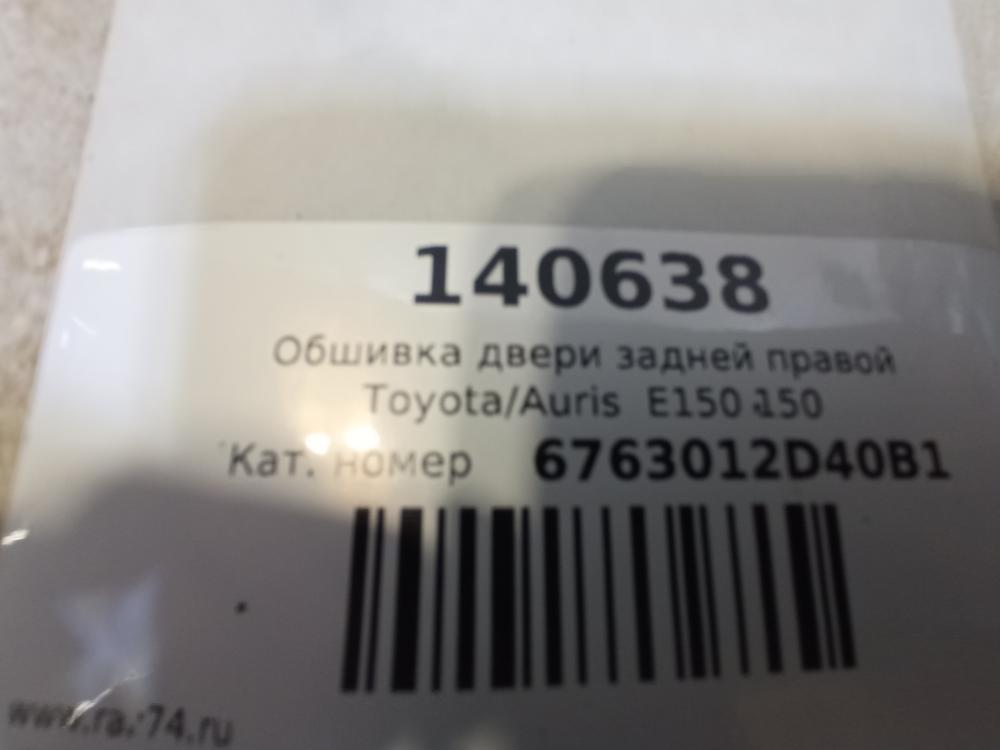 140638
Обшивка двери задней правой
Toyota/Auris E150 150
Кат. номер 6763012D40B1